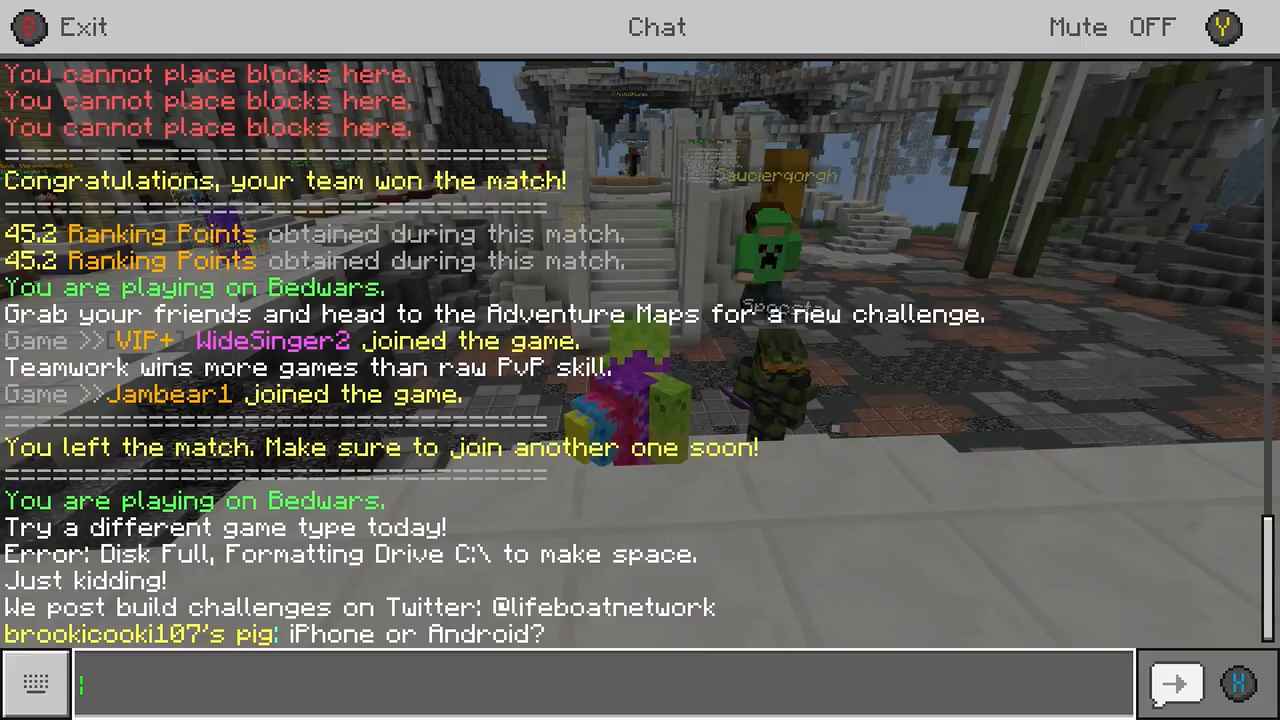 B Exit Chat Mute OFF Y
You cannot place blocks here.
You cannot place blocks here.
You cannot place blocks here.
==================================
Congratulations, your team won the match!
==================================
45.2 Ranking Points obtained during this match.
45.2 Ranking Points obtained during this match.
You are playing on Bedwars.
Grab your friends and head to the Adventure Maps for a new challenge.
Game >>[VIP+] WideSinger2 joined the game.
Teamwork wins more games than raw PvP skill.
Game >>Jambear1 joined the game.
==================================
You left the match. Make sure to join another one soon!
==================================
You are playing on Bedwars.
Try a different game type today!
Error: Disk Full, Formatting Drive C:\ to make space.
Just kidding!
We post build challenges on Twitter: @lifeboatnetwork
brookicooki107's pig: iPhone or Android?
X